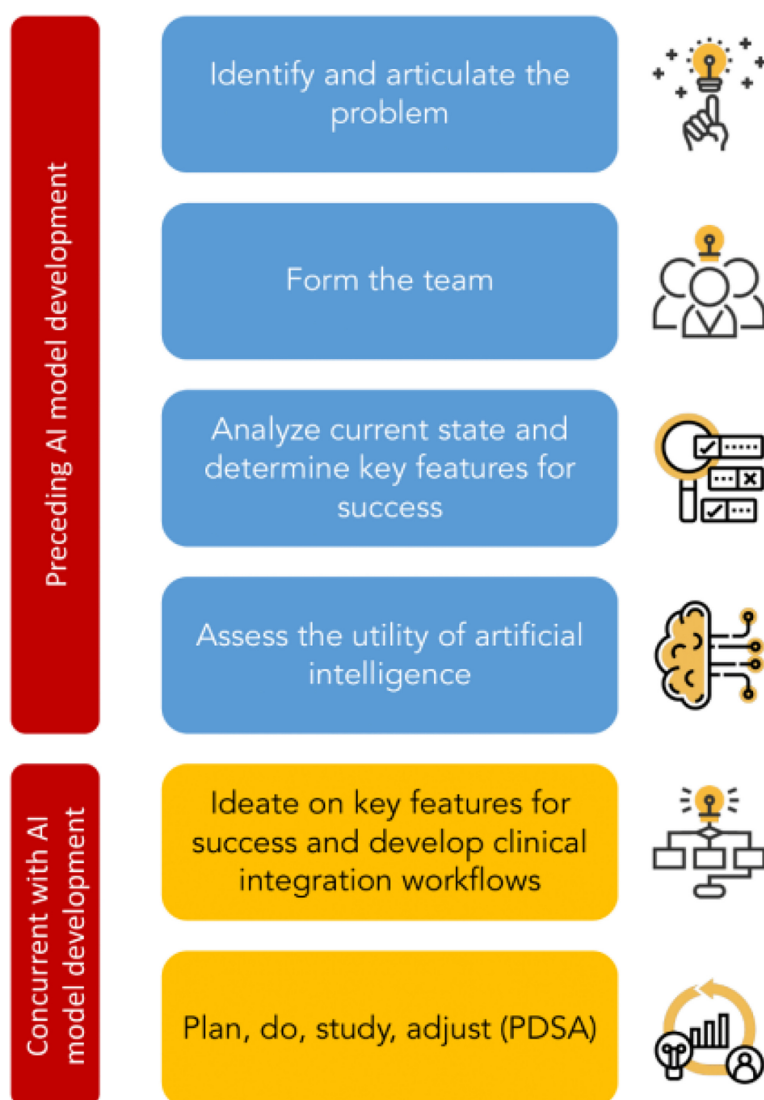 Preceding AI model development
Identify and articulate the
problem
Form the team
Analyze current state and
determine key features for
success
Assess the utility of artificial
intelligence
Concurrent with AI
model development
Ideate on key features for
success and develop clinical
integration workflows
Plan, do, study, adjust (PDSA)